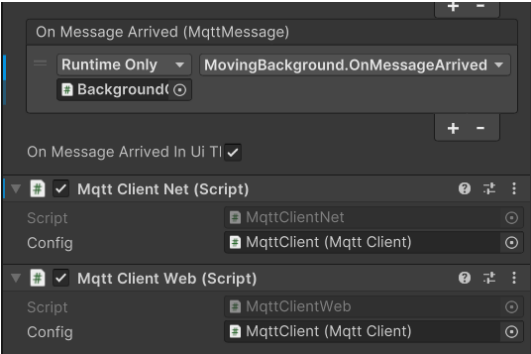 + -
On Message Arrived (MqttMessage)
Runtime Only MovingBackground.OnMessageArrived
Background(
+ -
On Message Arrived In Ui Tl
Mqtt Client Net (Script)
Script MqttClientNet
Config MqttClient (Mqtt Client)
Mqtt Client Web (Script)
Script MqttClientWeb
Config MqttClient (Mqtt Client)